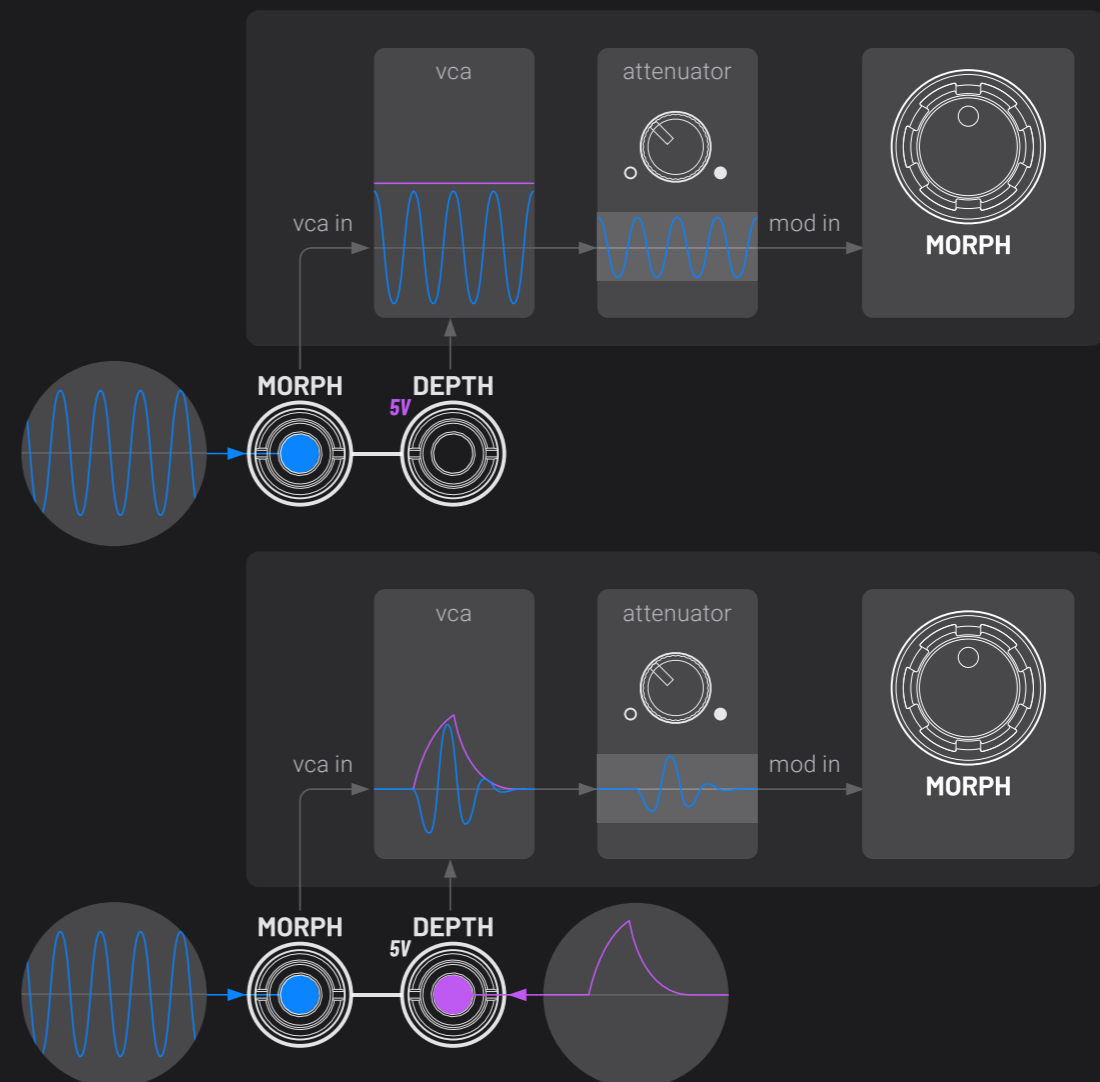 vca
attenuator
vca in
mod in
MORPH
MORPH
DEPTH
5V
vca
attenuator
vca in
mod in
MORPH
MORPH
DEPTH
5V